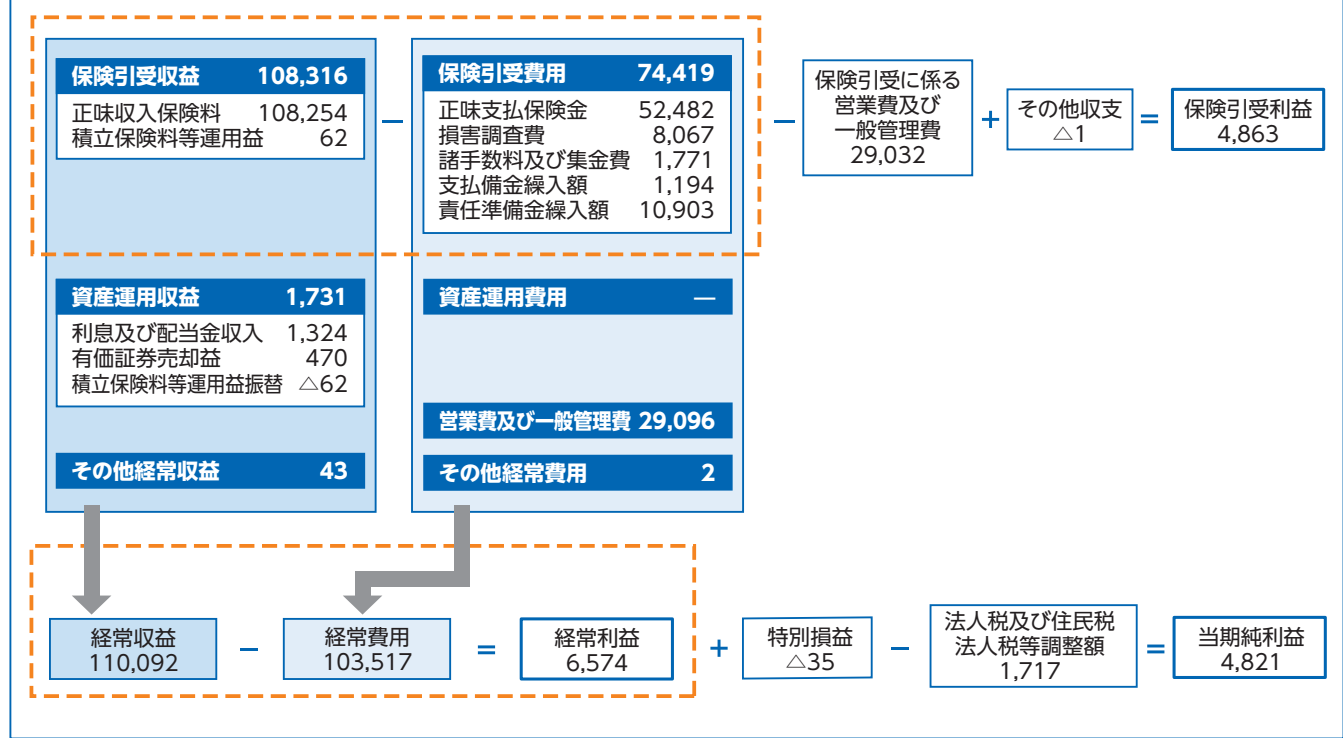 保険引受収益 108,316
正味収入保険料 108,254
積立保険料等運用益 62
−
保険引受費用 74,419
正味支払保険金 52,482
損害調査費 8,067
諸手数料及び集金費 1,771
支払備金繰入額 1,194
責任準備金繰入額 10,903
−
保険引受に係る
営業費及び
一般管理費
29,032
+
その他収支
△1
=
保険引受利益
4,863
資産運用収益 1,731
利息及び配当金収入 1,324
有価証券売却益 470
積立保険料等運用益振替 △62
その他経常収益 43
資産運用費用 —
営業費及び一般管理費 29,096
その他経常費用 2
経常収益
110,092
−
経常費用
103,517
=
経常利益
6,574
+
特別損益
△35
−
法人税及び住民税
法人税等調整額
1,717
=
当期純利益
4,821